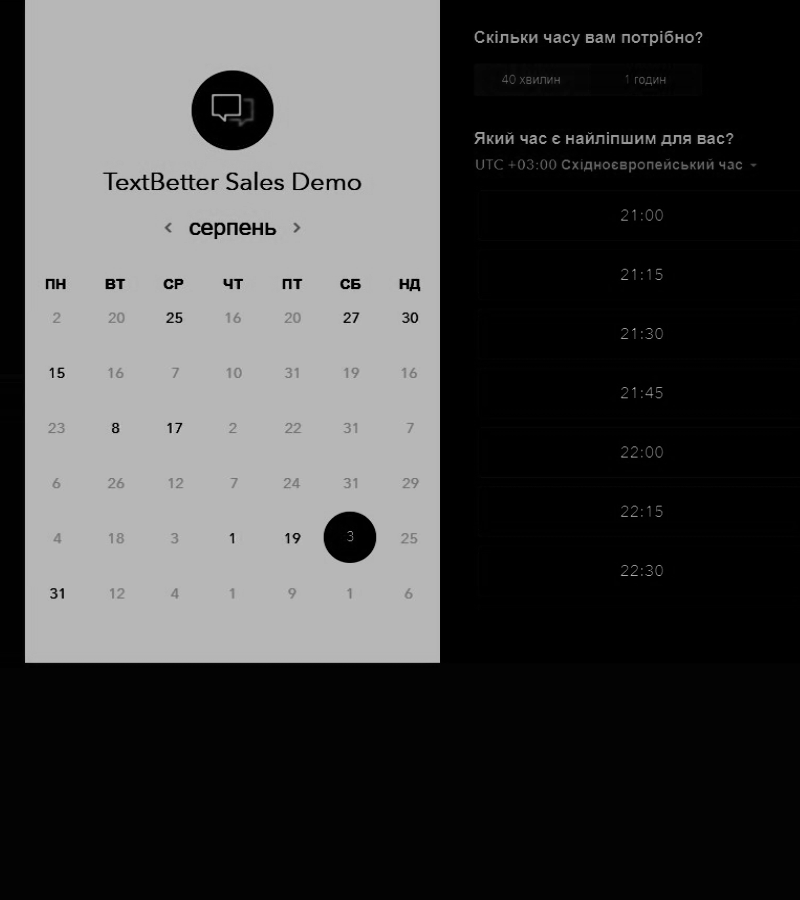 TextBetter Sales Demo
серпень
ПН ВТ СР ЧТ ПТ СБ НД
2 20 25 16 20 27 30
15 16 7 10 31 19 16
23 8 17 2 22 31 7
6 26 12 7 24 31 29
4 18 3 1 19 3 25
31 12 4 1 9 1 6
Скільки часу вам потрібно?
40 хвилин 1 годин
Який час є найліпшим для вас?
UTC +03:00 Східноєвропейський час
21:00
21:15
21:30
21:45
22:00
22:15
22:30